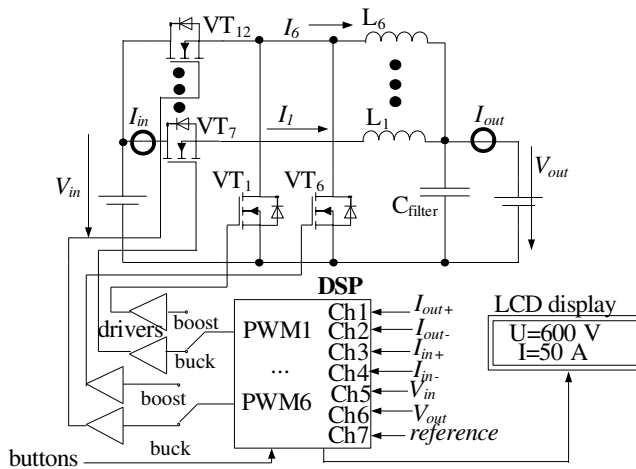 VT12 I6 L6
Iin VT7 I1 L1 Iout
Vin VT1 VT6 Cfilter Vout
DSP
drivers
boost
buck
boost
buck
PWM1
...
PWM6
Ch1 Iout+
Ch2 Iout-
Ch3 Iin+
Ch4 Iin-
Ch5 Vin
Ch6 Vout
Ch7 reference
LCD display
U=600 V
I=50 A
buttons